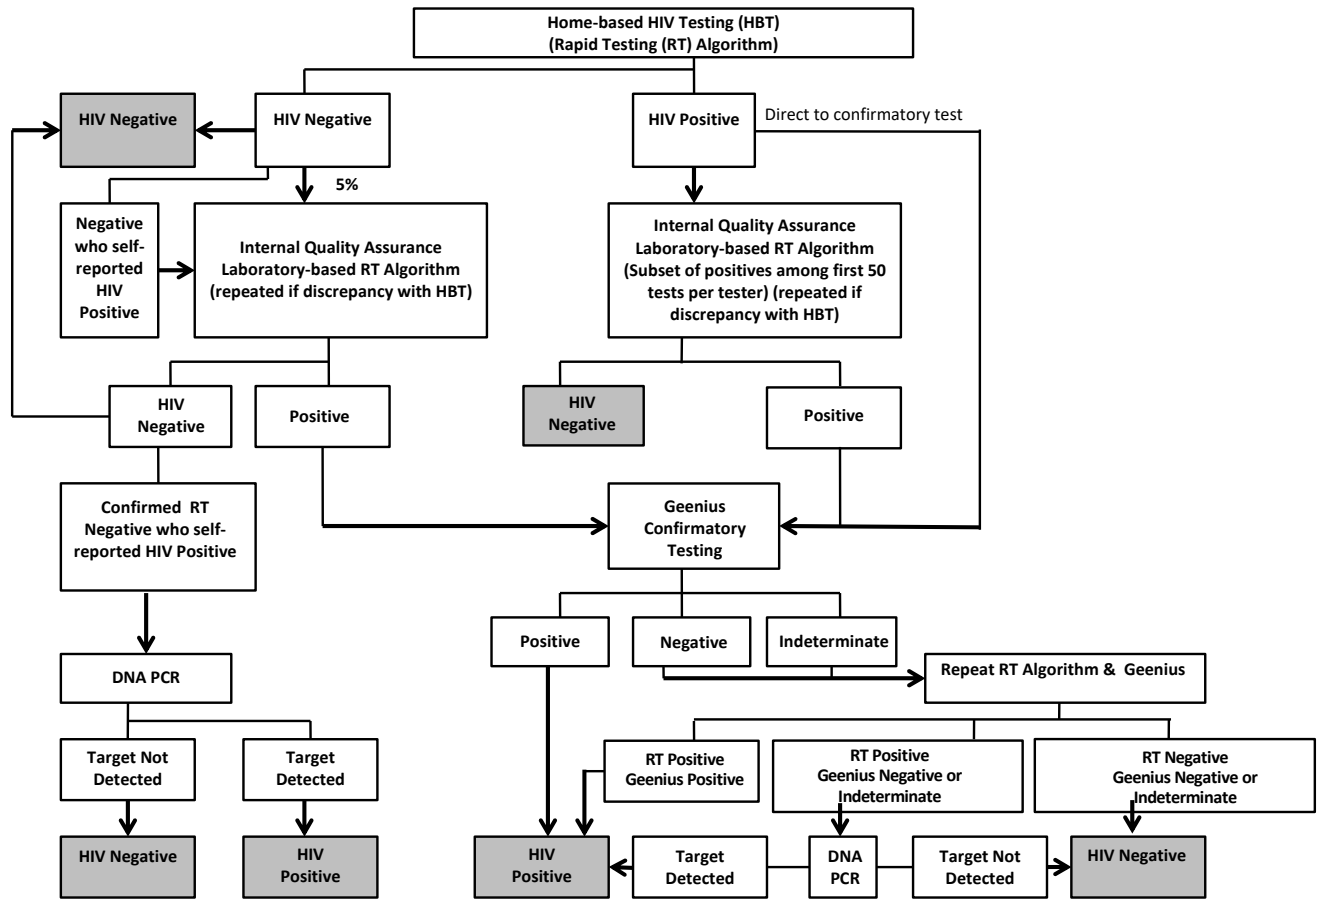 Home-based HIV Testing (HBT)
(Rapid Testing (RT) Algorithm)
HIV Negative
HIV Negative
HIV Positive
Direct to confirmatory test
5%
Negative
who self-
reported
HIV
Positive
Internal Quality Assurance
Laboratory-based RT Algorithm
(repeated if discrepancy with HBT)
Internal Quality Assurance
Laboratory-based RT Algorithm
(Subset of positives among first 50
tests per tester) (repeated if
discrepancy with HBT)
HIV
Negative
Positive
HIV
Negative
Positive
Confirmed RT
Negative who self-
reported HIV Positive
Geenius
Confirmatory
Testing
Positive
Negative
Indeterminate
DNA PCR
Repeat RT Algorithm & Geenius
Target Not
Detected
Target
Detected
RT Positive
Geenius Positive
RT Positive
Geenius Negative or
Indeterminate
RT Negative
Geenius Negative or
Indeterminate
HIV Negative
HIV
Positive
HIV
Positive
Target
Detected
DNA
PCR
Target Not
Detected
HIV Negative